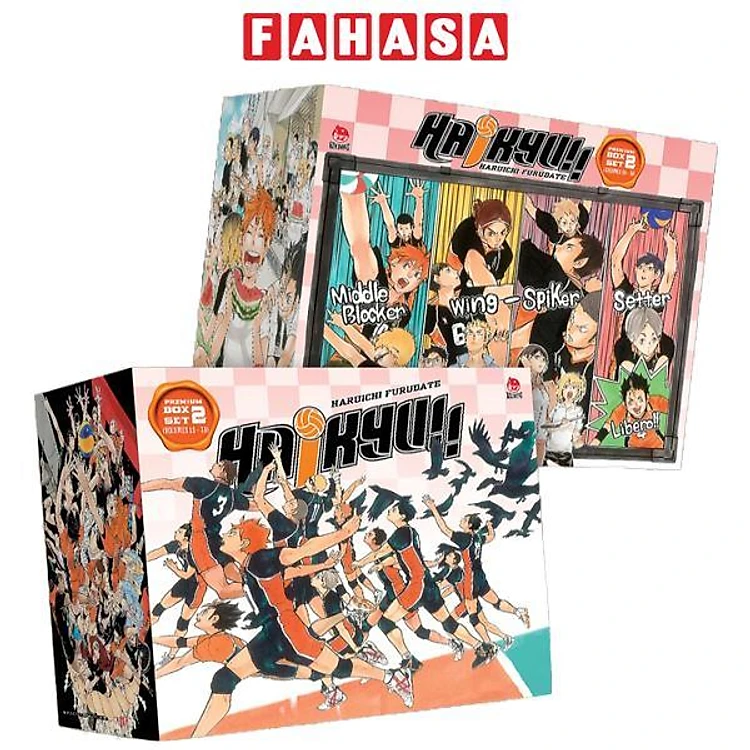 FAHASA
HAIKYU!!
HARUICHI FURUDATE
PREMIUM
BOX
SET 2
Middle
Blocker
Wing - Spiker
Setter
Libero!!
PREMIUM
BOX
SET 2
HARUICHI FURUDATE
HAIKYU!!
3